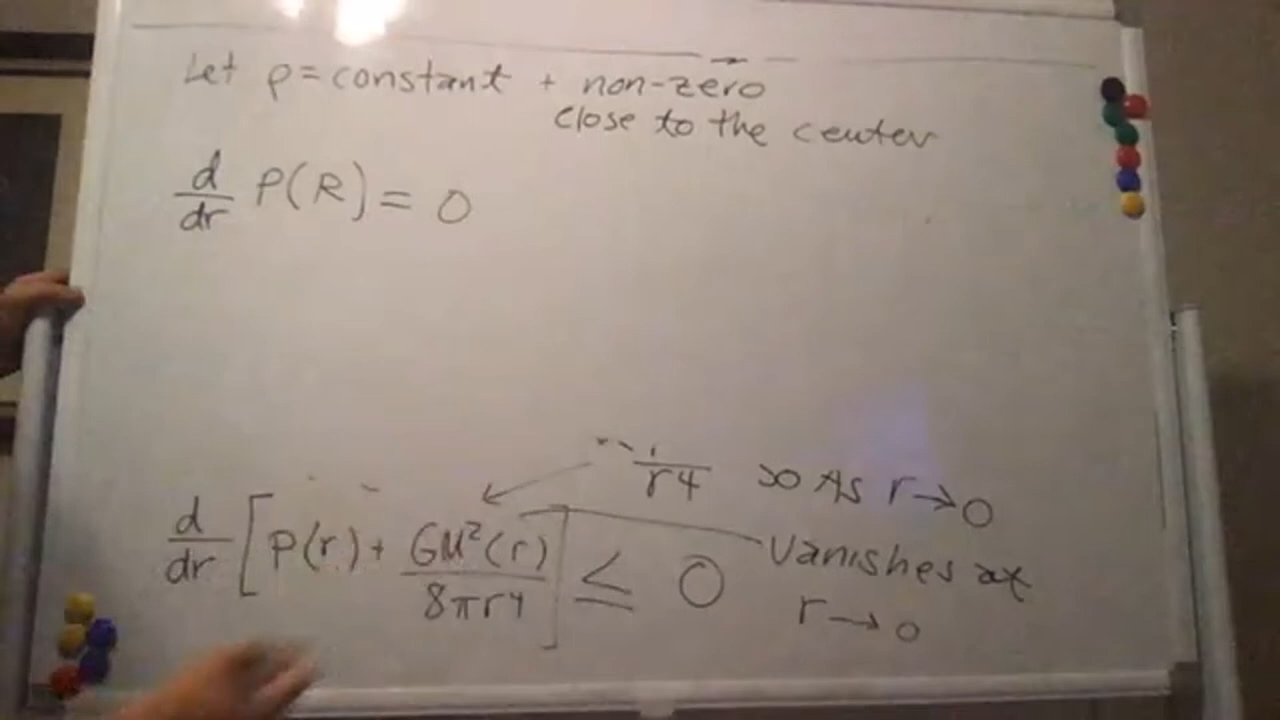 Let ρ = constant + non-zero
close to the center
d/dr P(R) = 0
1/r4 ∞ As r→0
d/dr [P(r) + GM²(r)/8πr4] ≤ 0
Vanishes at
r→0